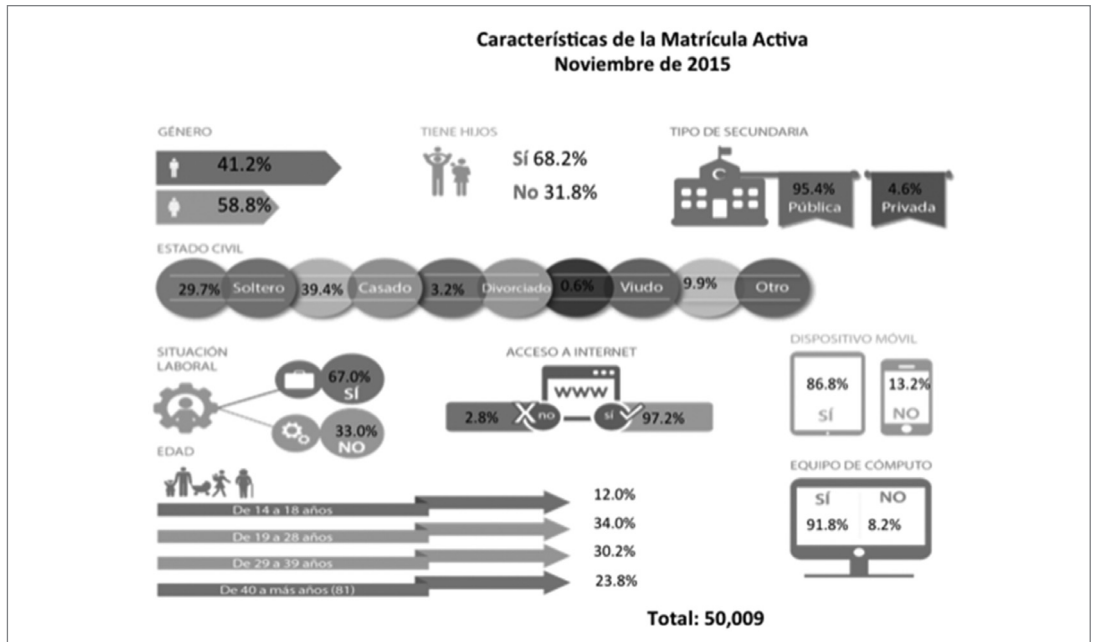 Características de la Matrícula Activa
Noviembre de 2015
GÉNERO
41.2%
58.8%
TIENE HIJOS
Sí 68.2%
No 31.8%
TIPO DE SECUNDARIA
95.4%
Pública
4.6%
Privada
ESTADO CIVIL
29.7% Soltero 39.4% Casado 3.2% Divorciado 0.6% Viudo 9.9% Otro
SITUACIÓN
LABORAL
67.0%
SÍ
33.0%
NO
ACCESO A INTERNET
www
2.8% no sí 97.2%
DISPOSITIVO MÓVIL
86.8%
SÍ
13.2%
NO
EDAD
De 14 a 18 años 12.0%
De 19 a 28 años 34.0%
De 29 a 39 años 30.2%
De 40 a más años (81) 23.8%
EQUIPO DE CÓMPUTO
SÍ NO
91.8% 8.2%
Total: 50,009